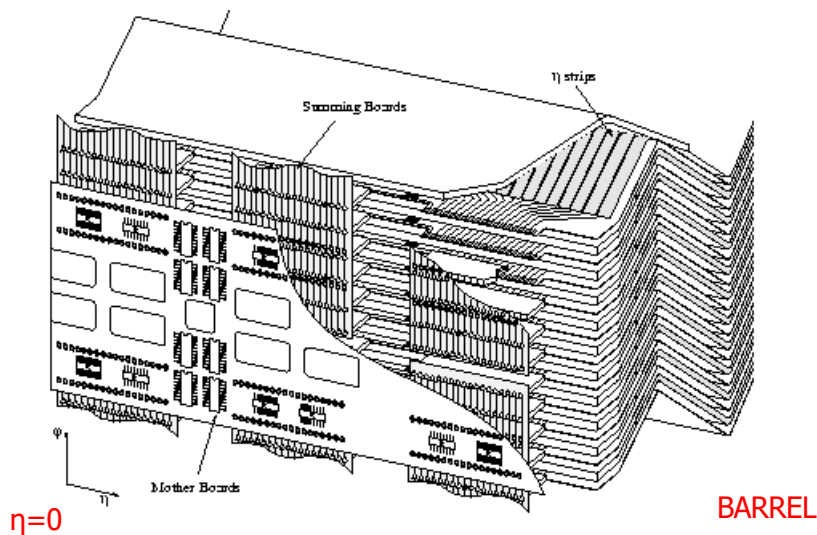 η strips
Summing Boards
φ
η
Mother Boards
η=0
BARREL